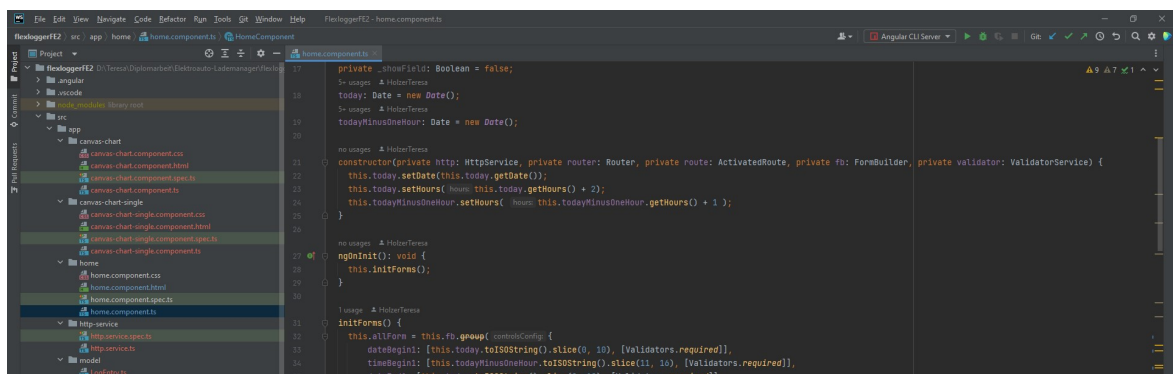 WS File Edit View Navigate Code Refactor Run Tools Git Window Help FlexloggerFE2 - home.component.ts
flexloggerFE2 src app home home.component.ts HomeComponent
Angular CLI Server Git:
Project home.component.ts
flexloggerFE2 D:\Teresa\Diplomarbeit\Elektroauto-Lademanager\flexlogg
.angular
.vscode
node_modules library root
src
app
canvas-chart
canvas-chart.component.css
canvas-chart.component.html
canvas-chart.component.spec.ts
canvas-chart.component.ts
canvas-chart-single
canvas-chart-single.component.css
canvas-chart-single.component.html
canvas-chart-single.component.spec.ts
canvas-chart-single.component.ts
home
home.component.css
home.component.html
home.component.spec.ts
home.component.ts
http-service
http.service.spec.ts
http.service.ts
model
LogEntry.ts
Project
Commit
Pull Requests
9 7 1
17 private _showField: Boolean = false;
5+ usages HolzerTeresa
18 today: Date = new Date();
5+ usages HolzerTeresa
19 todayMinusOneHour: Date = new Date();
20
no usages HolzerTeresa
21 constructor(private http: HttpService, private router: Router, private route: ActivatedRoute, private fb: FormBuilder, private validator: ValidatorService) {
22 this.today.setDate(this.today.getDate());
23 this.today.setHours( hours: this.today.getHours() + 2);
24 this.todayMinusOneHour.setHours( hours: this.todayMinusOneHour.getHours() + 1 );
25 }
26
no usages HolzerTeresa
27 ngOnInit(): void {
28 this.initForms();
29 }
30
1 usage HolzerTeresa
31 initForms() {
32 this.allForm = this.fb.group( controlsConfig: {
33 dateBegin1: [this.today.toISOString().slice(0, 10), [Validators.required]],
34 timeBegin1: [this.todayMinusOneHour.toISOString().slice(11, 16), [Validators.required]],